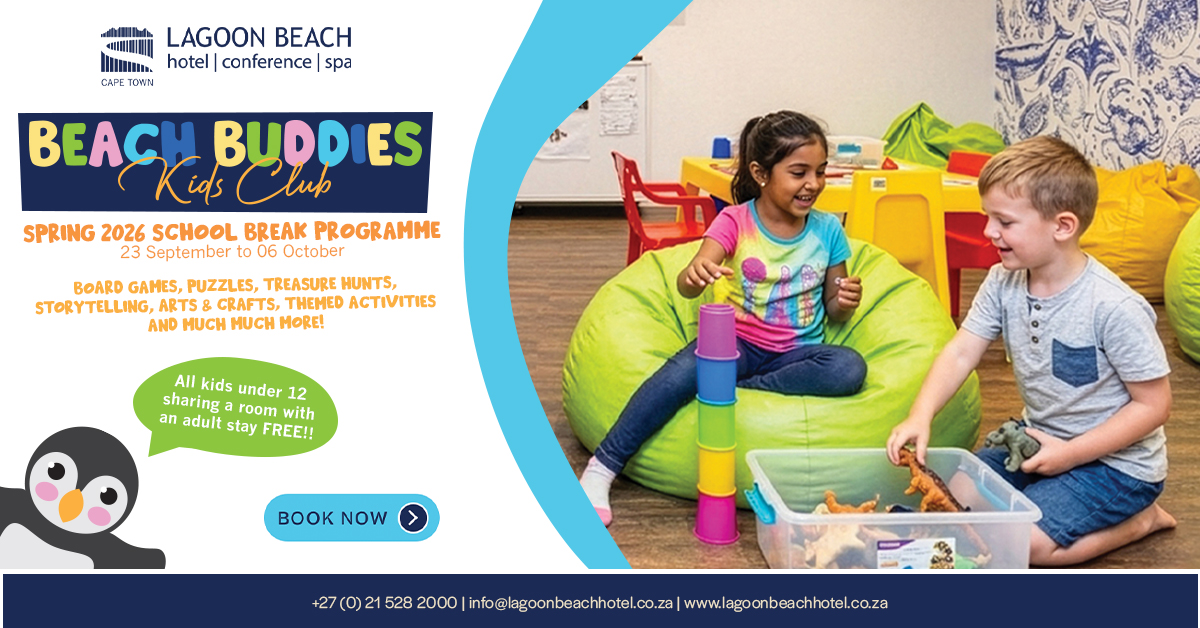 LAGOON BEACH
hotel | conference | spa
CAPE TOWN
BEACH BUDDIES
Kids Club
SPRING 2026 SCHOOL BREAK PROGRAMME
23 September to 06 October
BOARD GAMES, PUZZLES, TREASURE HUNTS,
STORYTELLING, ARTS & CRAFTS, THEMED ACTIVITIES
AND MUCH MUCH MORE!
All kids under 12
sharing a room with
an adult stay FREE!!
BOOK NOW
+27 (0) 21 528 2000 | info@lagoonbeachhotel.co.za | www.lagoonbeachhotel.co.za